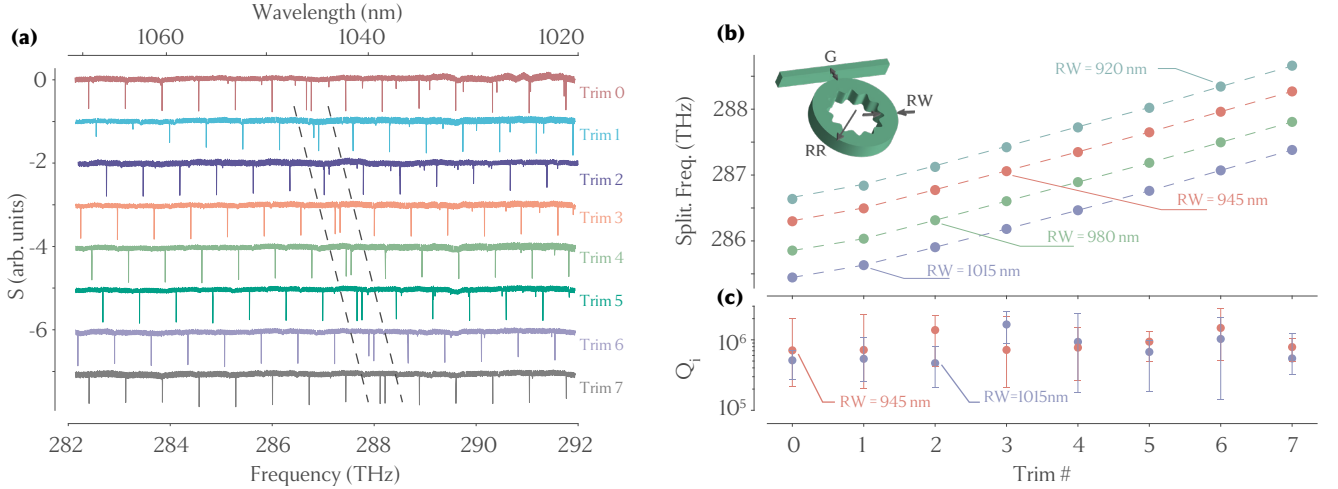 Wavelength (nm)
(a)
1060
1040
1020
0
-2
-4
-6
S (arb. units)
Trim 0
Trim 1
Trim 2
Trim 3
Trim 4
Trim 5
Trim 6
Trim 7
282
284
286
288
290
292
Frequency (THz)
(b)
288
287
286
Split. Freq. (THz)
G
RW
RR
RW = 920 nm
RW = 945 nm
RW = 980 nm
RW = 1015 nm
(c)
10⁶
10⁵
Qᵢ
RW = 945 nm
RW=1015nm
0
1
2
3
4
5
6
7
Trim #